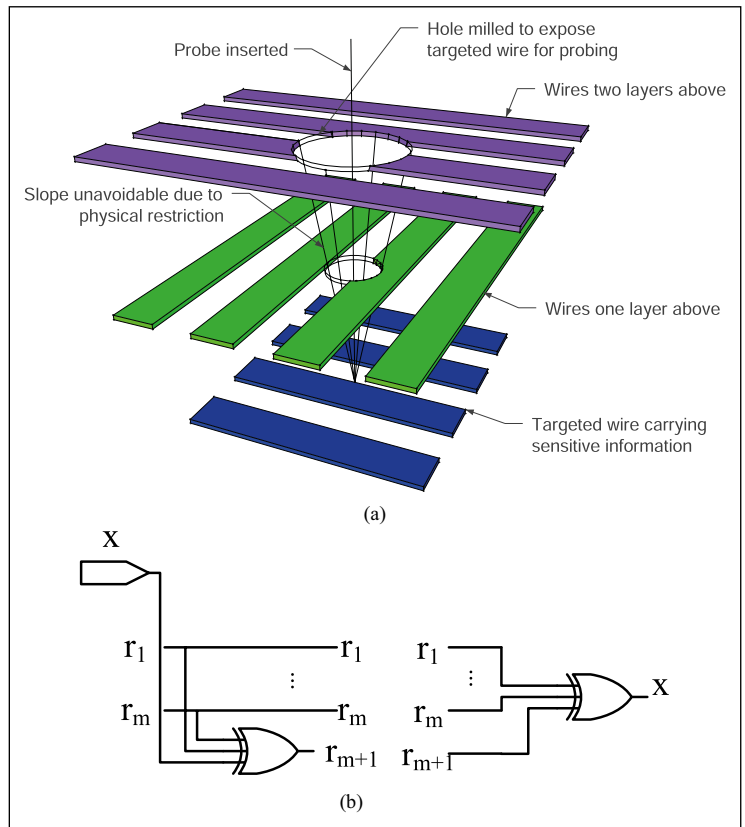 Hole milled to expose
targeted wire for probing
Probe inserted
Wires two layers above
Slope unavoidable due to
physical restriction
Wires one layer above
Targeted wire carrying
sensitive information
(a)
X
r1 r1 r1
... ...
X
rm rm rm
rm+1 rm+1
(b)